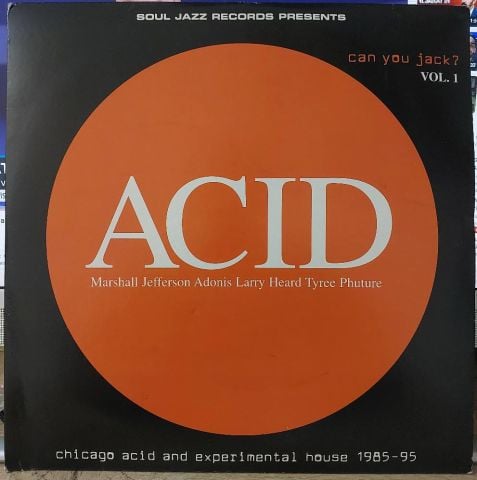 SOUL JAZZ RECORDS PRESENTS
can you jack?
VOL. 1
ACID
Marshall Jefferson Adonis Larry Heard Tyree Phuture
chicago acid and experimental house 1985-95